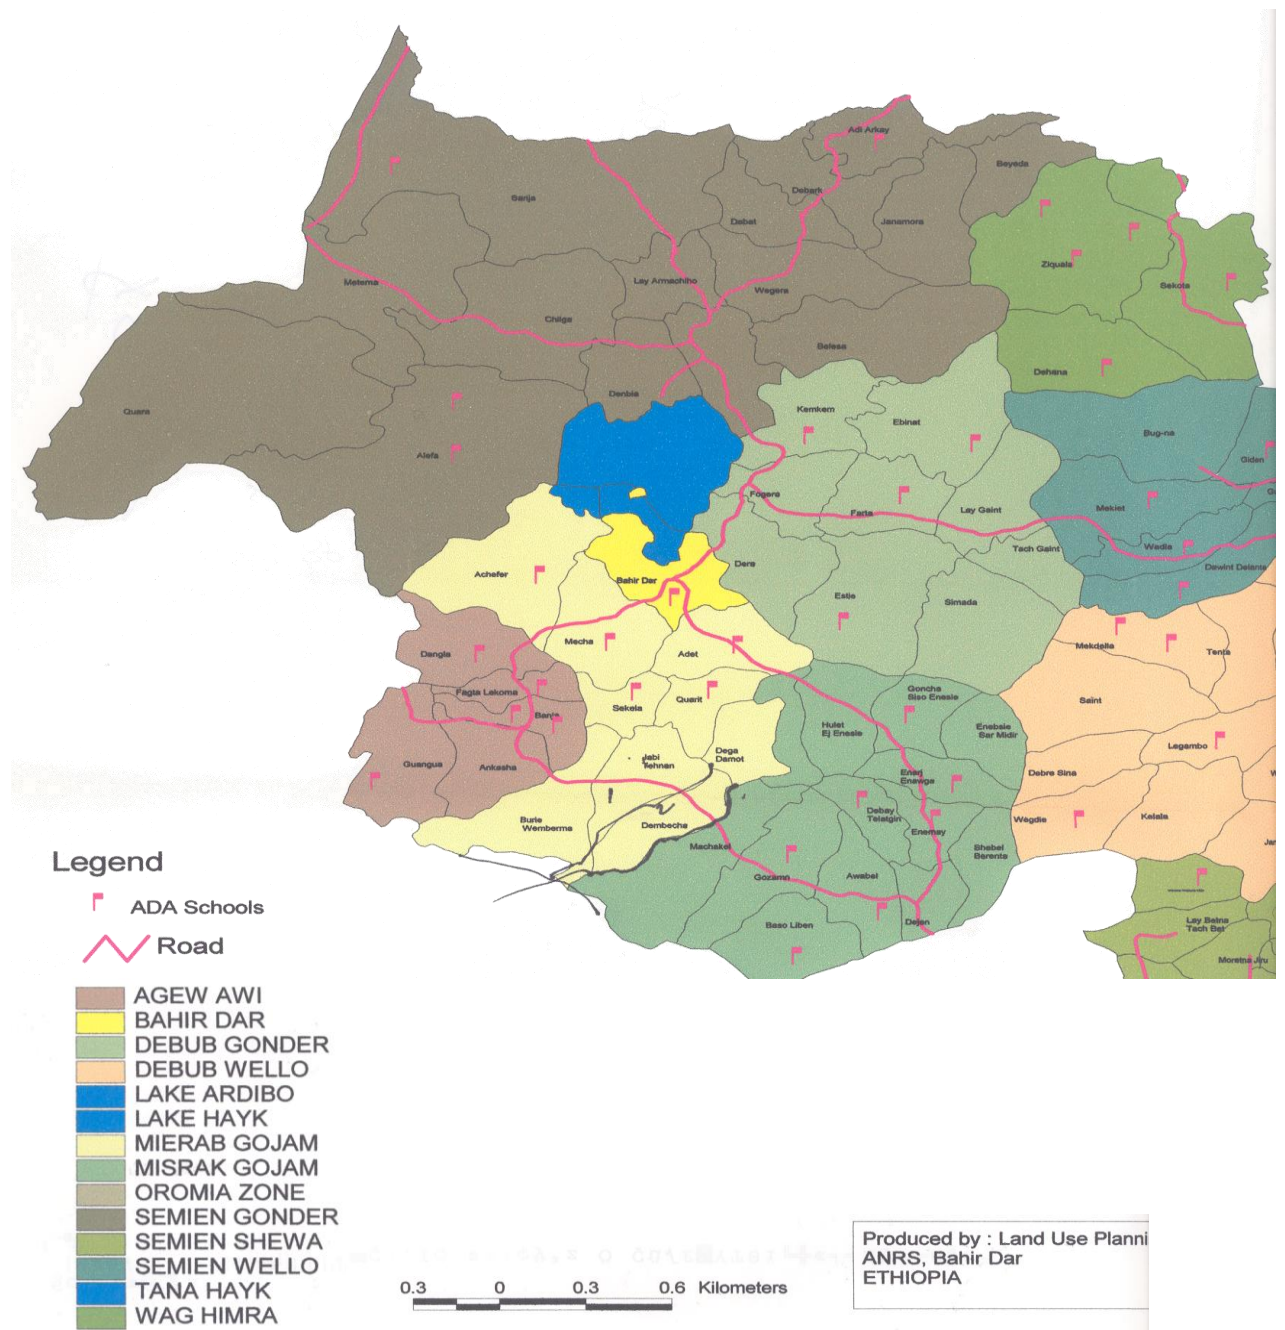 Adi Arkay
Beyeda
Debark
Sanja
Debat
Janamora
Ziquala
Metema
Lay Armachiho
Wegera
Sekota
Chilga
Belesa
Dehana
Denbia
Quara
Kemkem
Ebinat
Bug-na
Alefa
Giden
Fogera
Farta
Lay Gaint
Mekiet
Tach Gaint
Wadla
Dawint Delante
Achefer
Bahir Dar
Dera
Estie
Simada
Mecha
Adet
Dangla
Mekdella
Tenta
Fagta Lakoma
Sekela
Quarit
Goncha
Siso Enesie
Saint
Banja
Hulet
Ej Enesie
Enebsie
Sar Midir
Legambo
Guangua
Ankasha
Jabi
Tehnan
Dega
Damot
Enarj
Enawga
Debre Sina
Burie
Wemberma
Dembecha
Debay
Telatgin
Enemay
Wegdie
Kelala
Machakel
Shebel
Berenta
Gozamn
Awabel
Baso Liben
Dejen
Lay Betna
Tach Bet
Moretna Jiru
Legend
ADA Schools
Road
AGEW AWI
BAHIR DAR
DEBUB GONDER
DEBUB WELLO
LAKE ARDIBO
LAKE HAYK
MIERAB GOJAM
MISRAK GOJAM
OROMIA ZONE
SEMIEN GONDER
SEMIEN SHEWA
SEMIEN WELLO
TANA HAYK
WAG HIMRA
0.3 0 0.3 0.6 Kilometers
Produced by : Land Use Planni
ANRS, Bahir Dar
ETHIOPIA